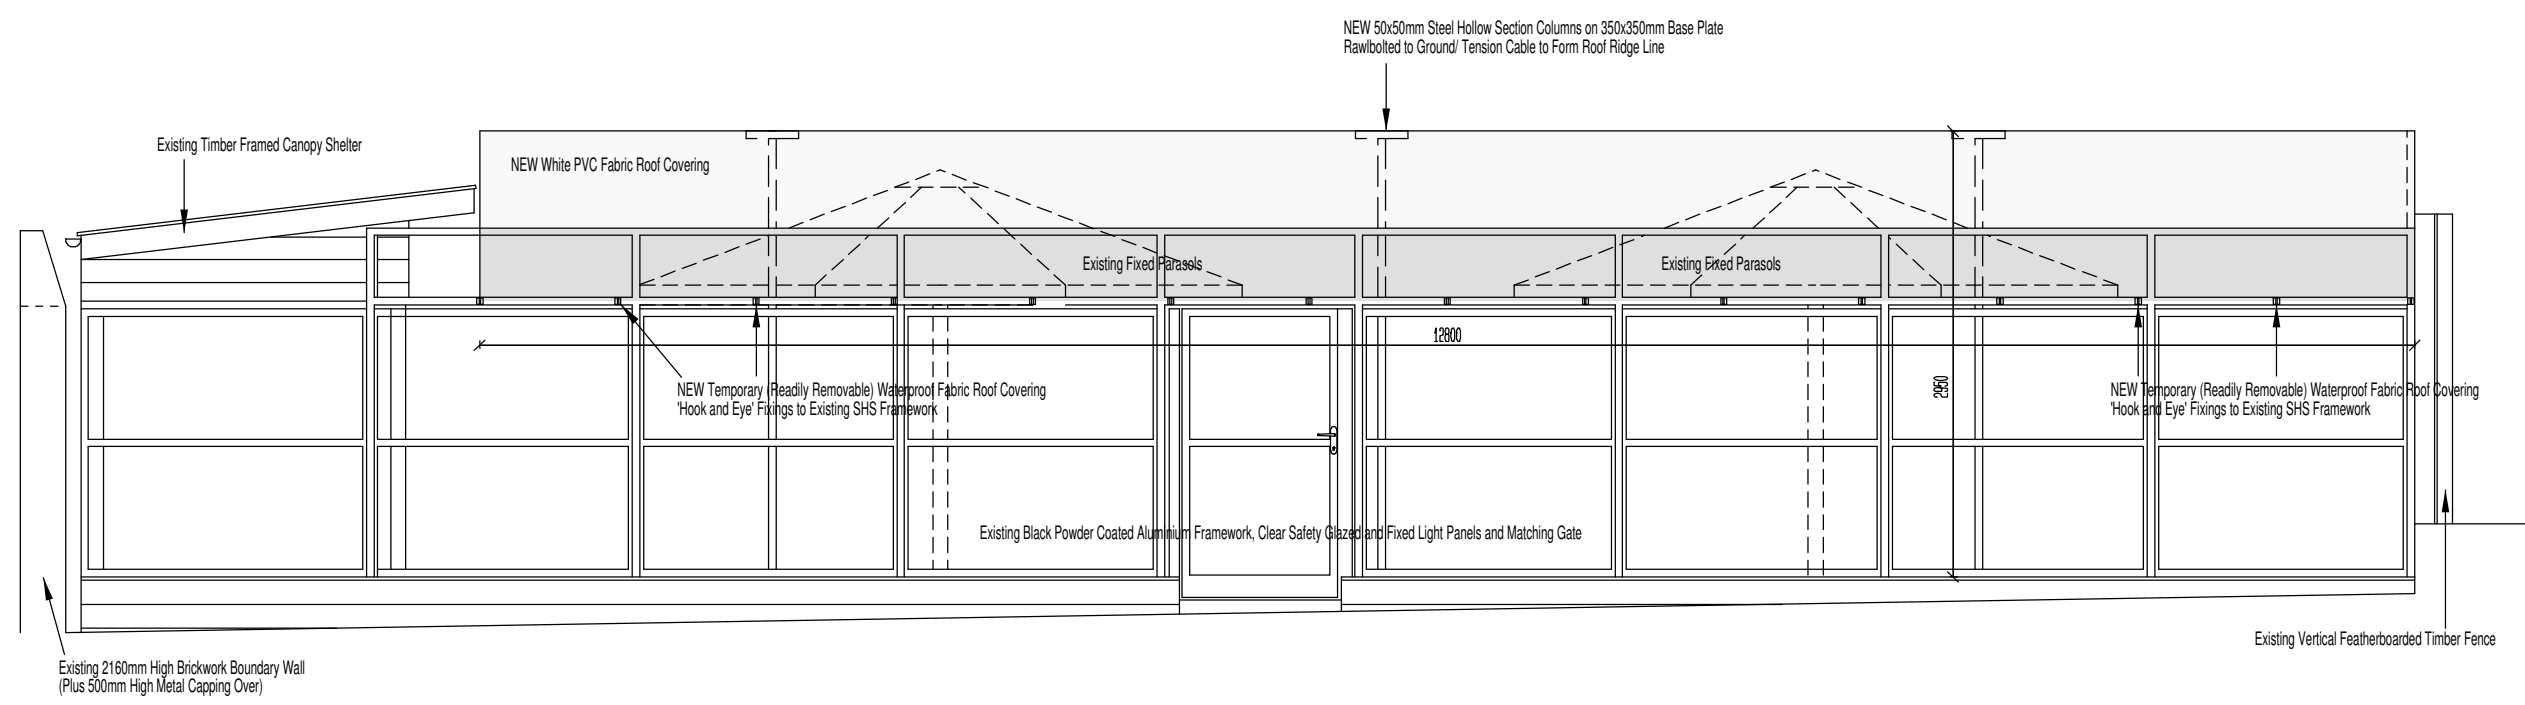 NEW 50x50mm Steel Hollow Section Columns on 350x350mm Base Plate
Rawlbolted to Ground/ Tension Cable to Form Roof Ridge Line
Existing Timber Framed Canopy Shelter
NEW White PVC Fabric Roof Covering
Existing Fixed Parasols
Existing Fixed Parasols
12800
2950
NEW Temporary (Readily Removable) Waterproof Fabric Roof Covering
'Hook and Eye' Fixings to Existing SHS Framework
NEW Temporary (Readily Removable) Waterproof Fabric Roof Covering
'Hook and Eye' Fixings to Existing SHS Framework
Existing Black Powder Coated Aluminium Framework, Clear Safety Glazed and Fixed Light Panels and Matching Gate
Existing Vertical Featherboarded Timber Fence
Existing 2160mm High Brickwork Boundary Wall
(Plus 500mm High Metal Capping Over)